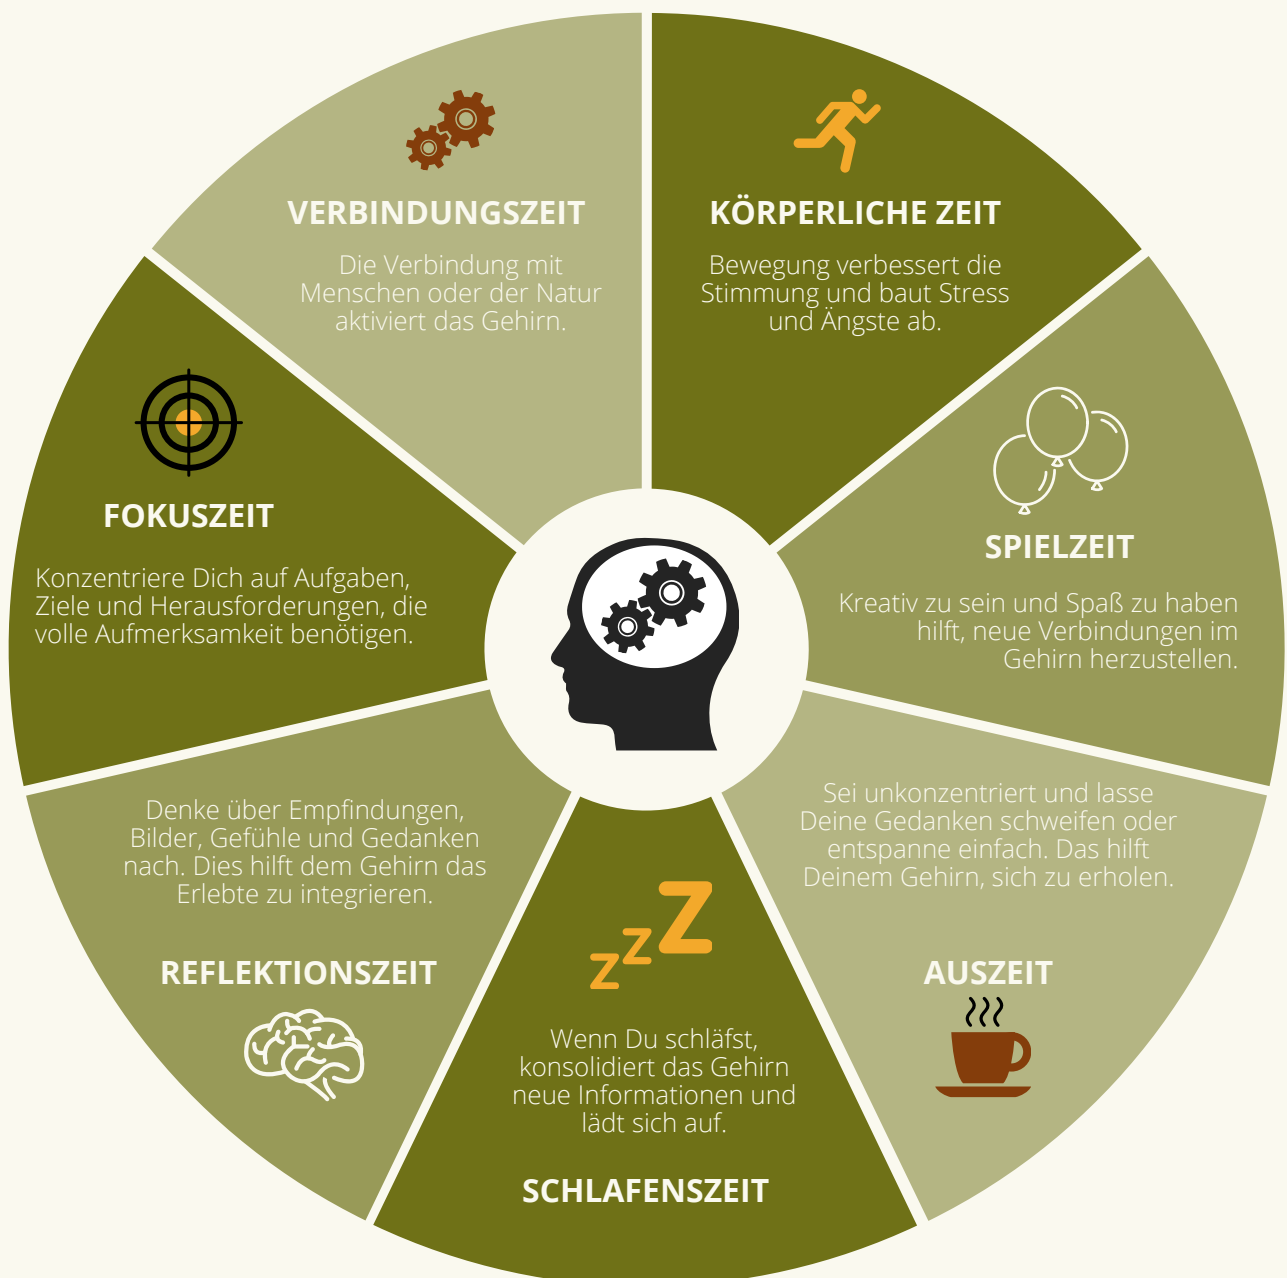 VERBINDUNGSZEIT
Die Verbindung mit
Menschen oder der Natur
aktiviert das Gehirn.
KÖRPERLICHE ZEIT
Bewegung verbessert die
Stimmung und baut Stress
und Ängste ab.
SPIELZEIT
Kreativ zu sein und Spaß zu haben
hilft, neue Verbindungen im
Gehirn herzustellen.
Sei unkonzentriert und lasse
Deine Gedanken schweifen oder
entspanne einfach. Das hilft
Deinem Gehirn, sich zu erholen.
AUSZEIT
zzZ
Wenn Du schläfst,
konsolidiert das Gehirn
neue Informationen und
lädt sich auf.
SCHLAFENSZEIT
Denke über Empfindungen,
Bilder, Gefühle und Gedanken
nach. Dies hilft dem Gehirn das
Erlebte zu integrieren.
REFLEKTIONSZEIT
FOKUSZEIT
Konzentriere Dich auf Aufgaben,
Ziele und Herausforderungen, die
volle Aufmerksamkeit benötigen.